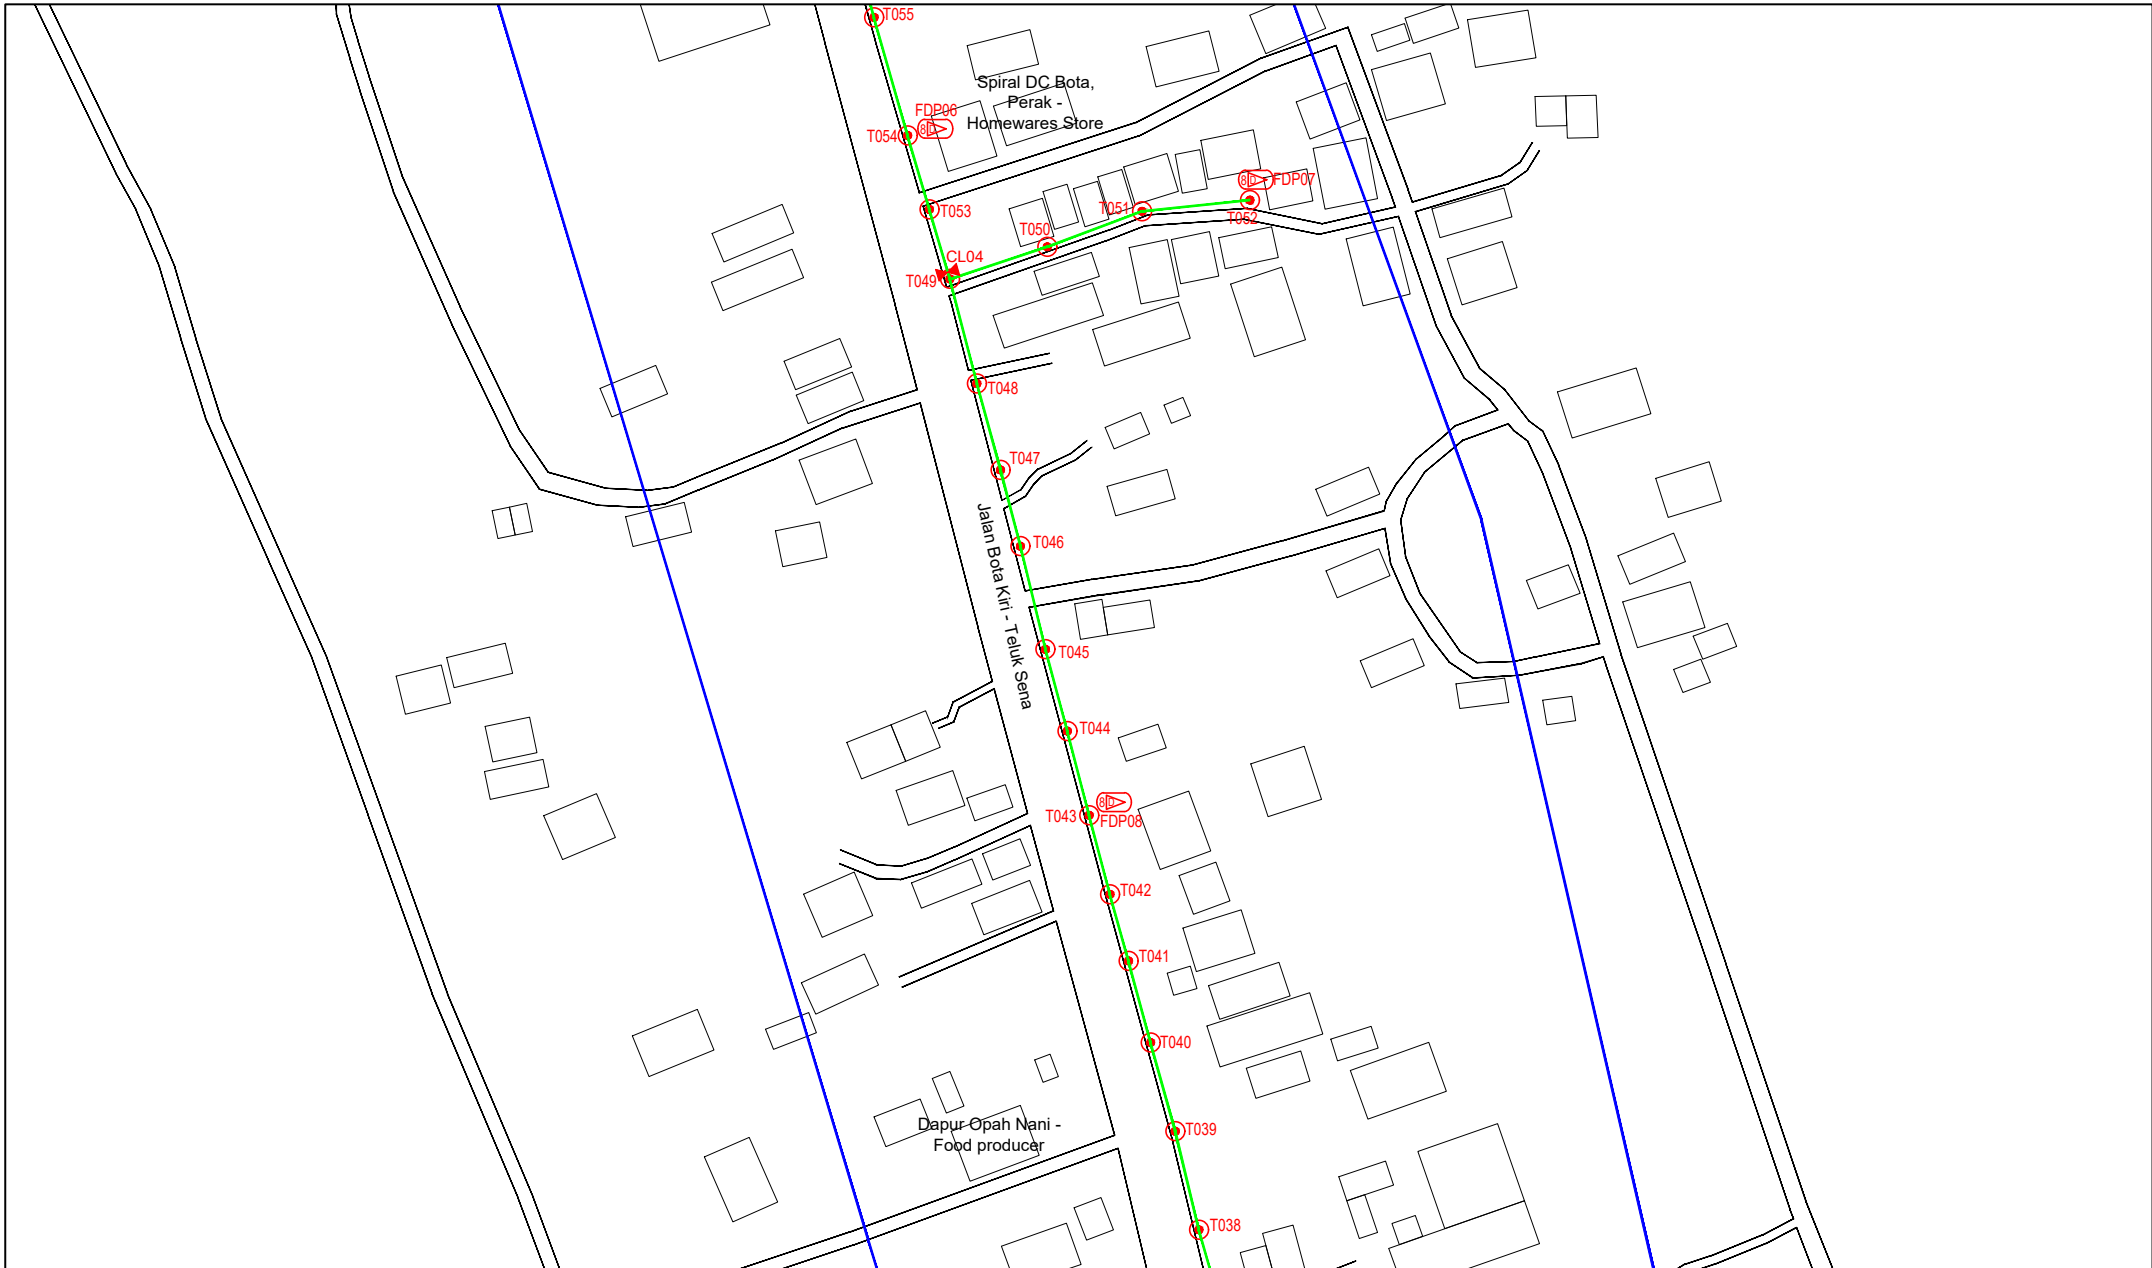 T055
Spiral DC Bota,
Perak -
Homewares Store
FDP06
8D
T054
8D
FDP07
T053
T051
T052
T050
CL04
T049
T048
T047
Jalan Bota Kiri - Teluk Sena
T046
T045
T044
8D
T043
FDP08
T042
T041
T040
Dapur Opah Nani -
Food producer
T039
T038